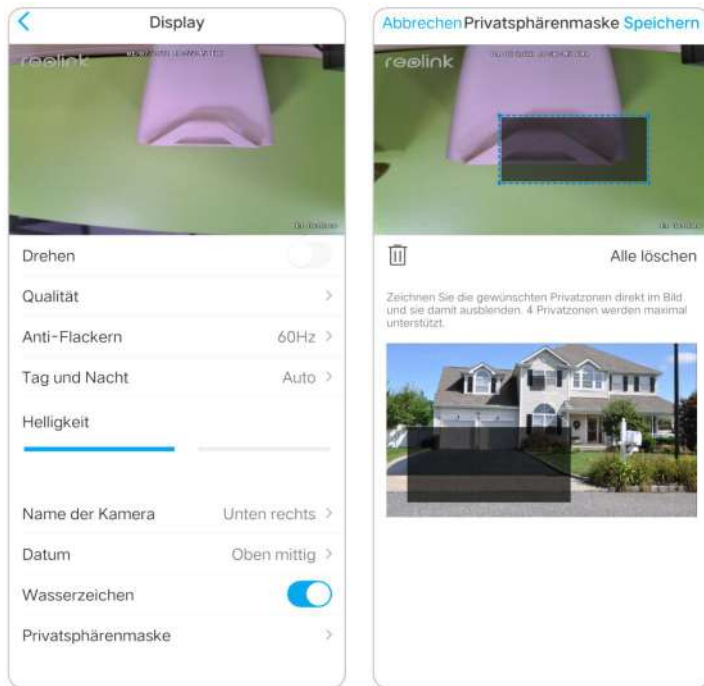 Display
reolink
Drehen
Qualität
Anti-Flackern 60Hz
Tag und Nacht Auto
Helligkeit
Name der Kamera Unten rechts
Datum Oben mittig
Wasserzeichen
Privatsphärenmaske
Abbrechen Privatsphärenmaske Speichern
reolink
Alle löschen
Zeichnen Sie die gewünschten Privatzonen direkt im Bild
und sie damit ausblenden. 4 Privatzonen werden maximal
unterstützt.